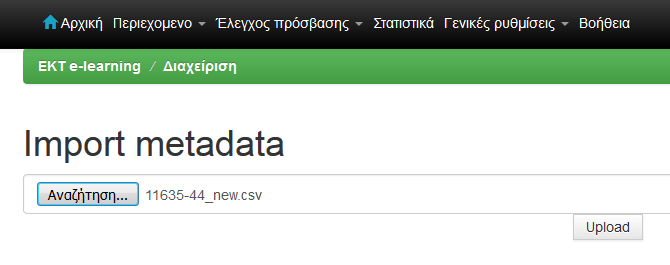 Αρχική Περιεχομενο Έλεγχος πρόσβασης Στατιστικά Γενικές ρυθμίσεις Βοήθεια
EKT e-learning / Διαχείριση
Import metadata
Αναζήτηση... 11635-44_new.csv
Upload